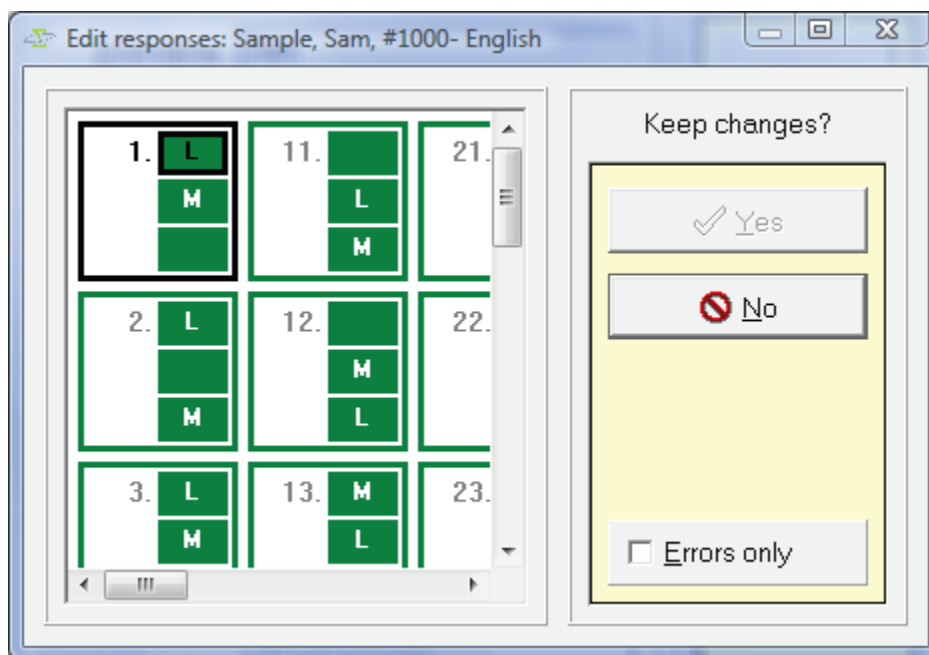 Edit responses: Sample, Sam, #1000- English
Keep changes?
1. L 11. 21.
M L
M
Yes
2. L 12. 22.
M
M L
No
3. L 13. M 23.
M L
Errors only